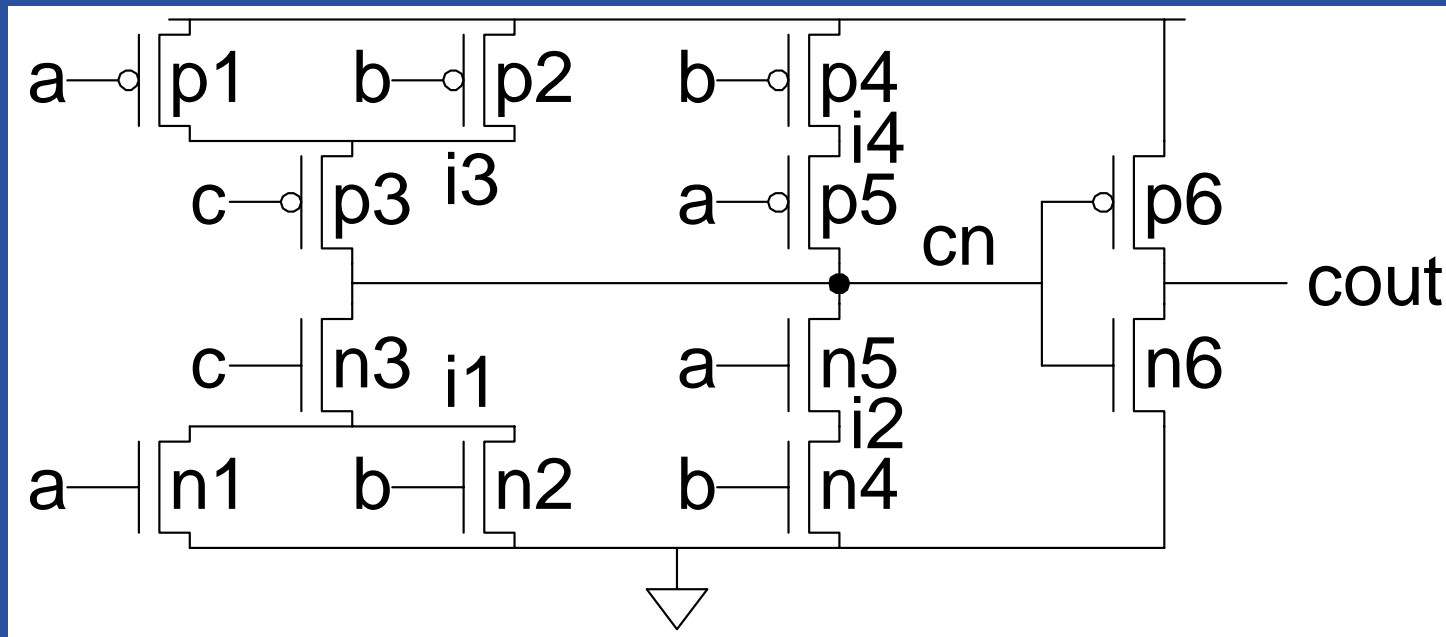 a p1 b p2 b p4
i4
c p3 i3 a p5 p6
cn
cout
c n3 i1 a n5 n6
i2
a n1 b n2 b n4